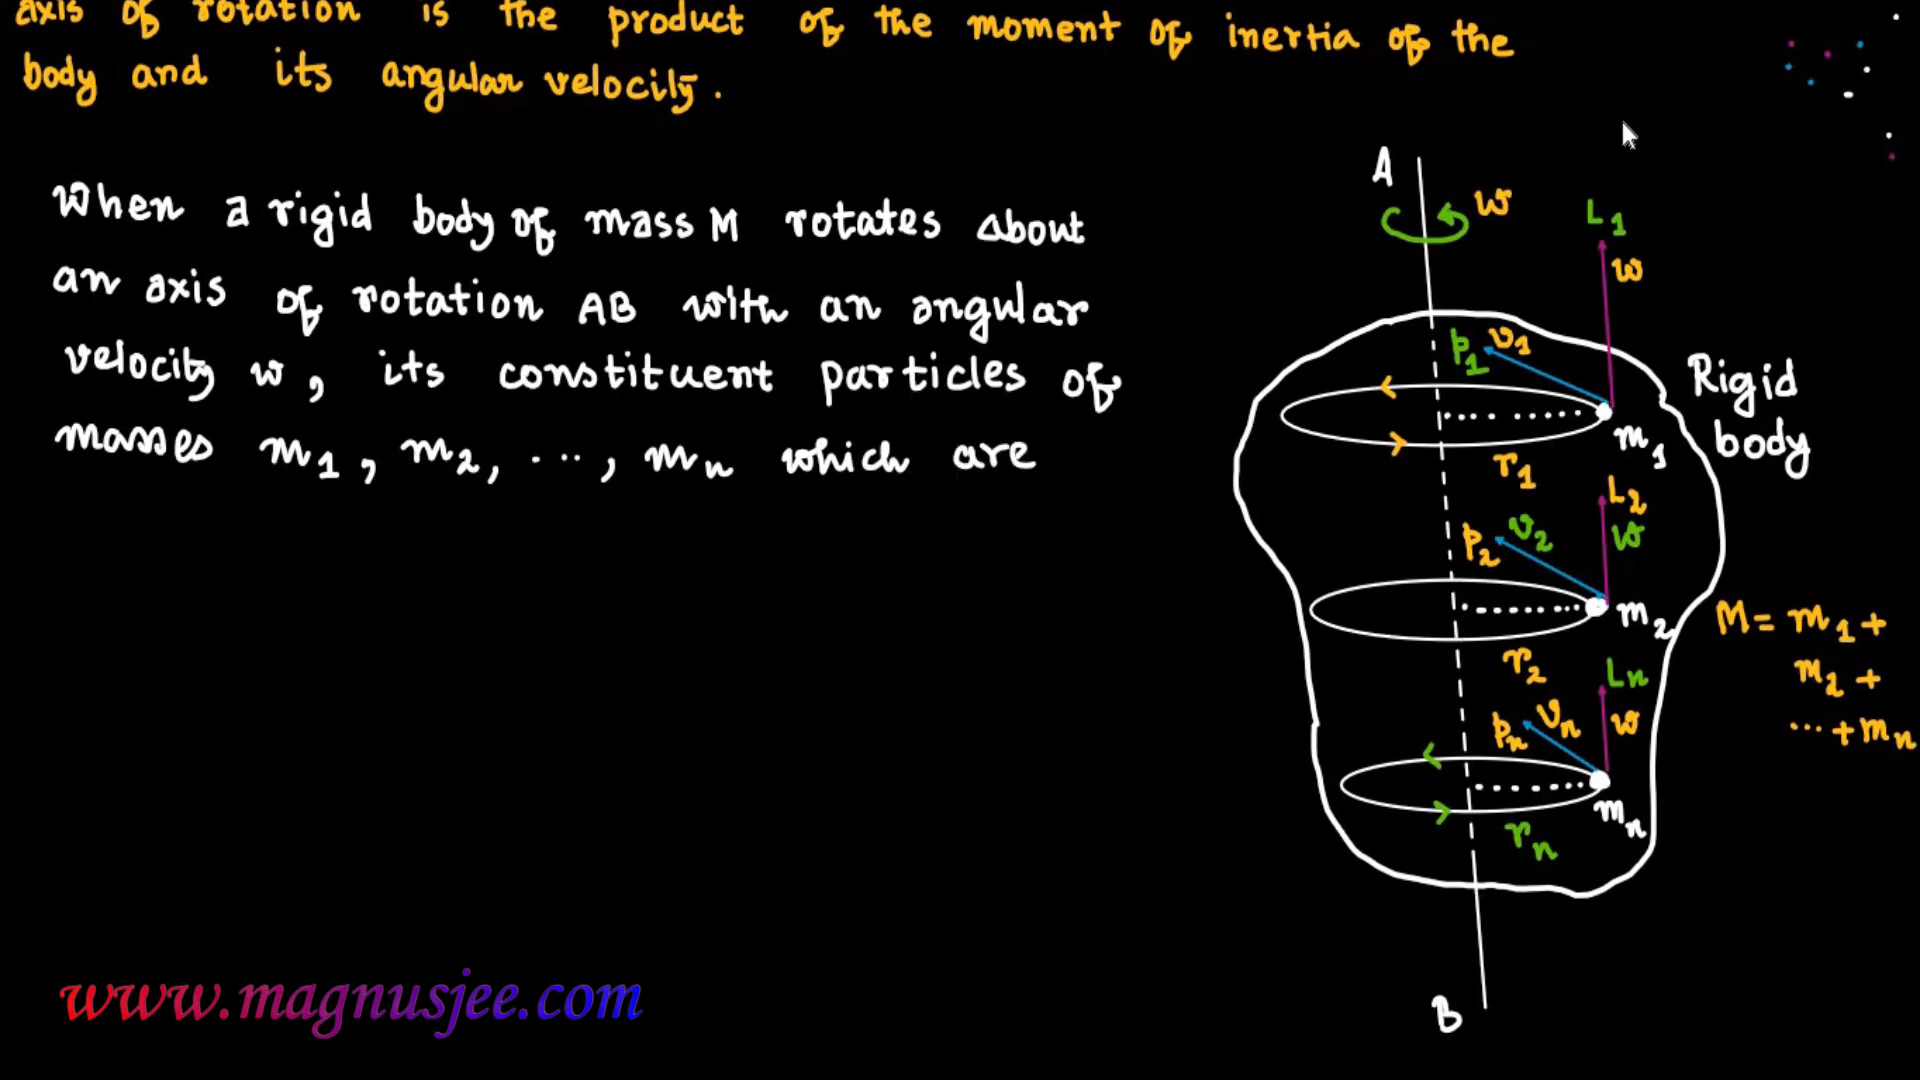 axis of rotation is the product of the moment of inertia of the
body and its angular velocity.
When a rigid body of mass M rotates about
an axis of rotation AB with an angular
velocity w, its constituent particles of
masses m1, m2, ..., mn which are
A
w
L1
w
p1 v1
Rigid
body
m1
r1
L2
p2 v2 w
m2
M = m1 +
m2 +
... + mn
r2
Ln
pn vn w
mn
rn
B
www.magnusjee.com